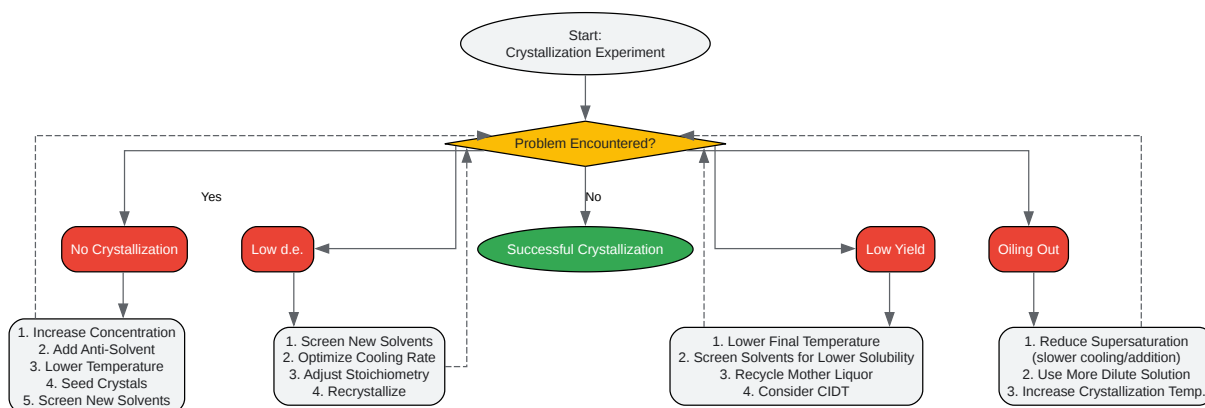 Start:
Crystallization Experiment
Problem Encountered?
Yes
No
No Crystallization
Low d.e.
Successful Crystallization
Low Yield
Oiling Out
1. Increase Concentration
2. Add Anti-Solvent
3. Lower Temperature
4. Seed Crystals
5. Screen New Solvents
1. Screen New Solvents
2. Optimize Cooling Rate
3. Adjust Stoichiometry
4. Recrystallize
1. Lower Final Temperature
2. Screen Solvents for Lower Solubility
3. Recycle Mother Liquor
4. Consider CIDT
1. Reduce Supersaturation
(slower cooling/addition)
2. Use More Dilute Solution
3. Increase Crystallization Temp.